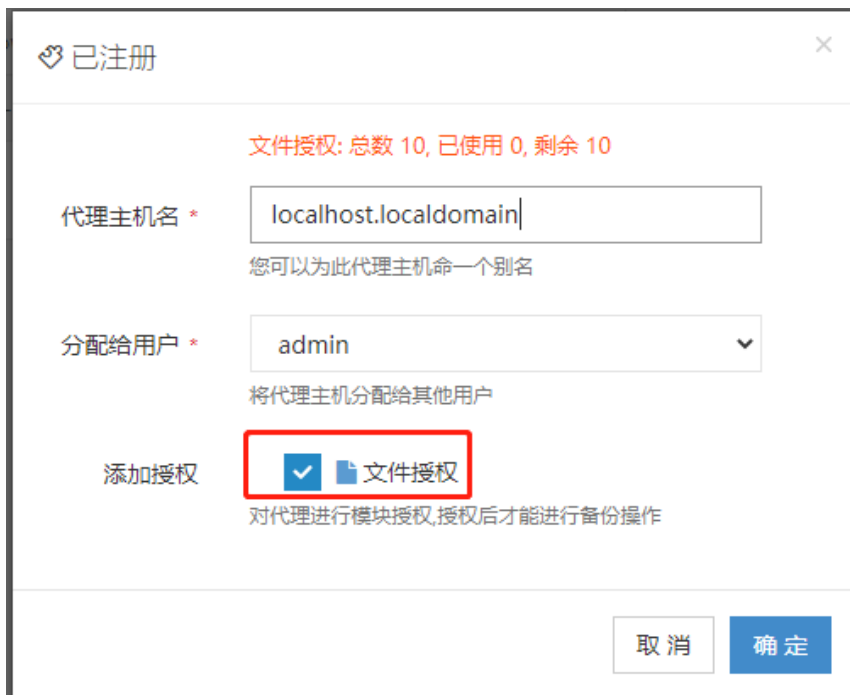 已注册
文件授权: 总数 10, 已使用 0, 剩余 10
代理主机名 *
localhost.localdomain
您可以为此代理主机命一个别名
分配给用户 *
admin
将代理主机分配给其他用户
添加授权
文件授权
对代理进行模块授权,授权后才能进行备份操作
取 消
确 定